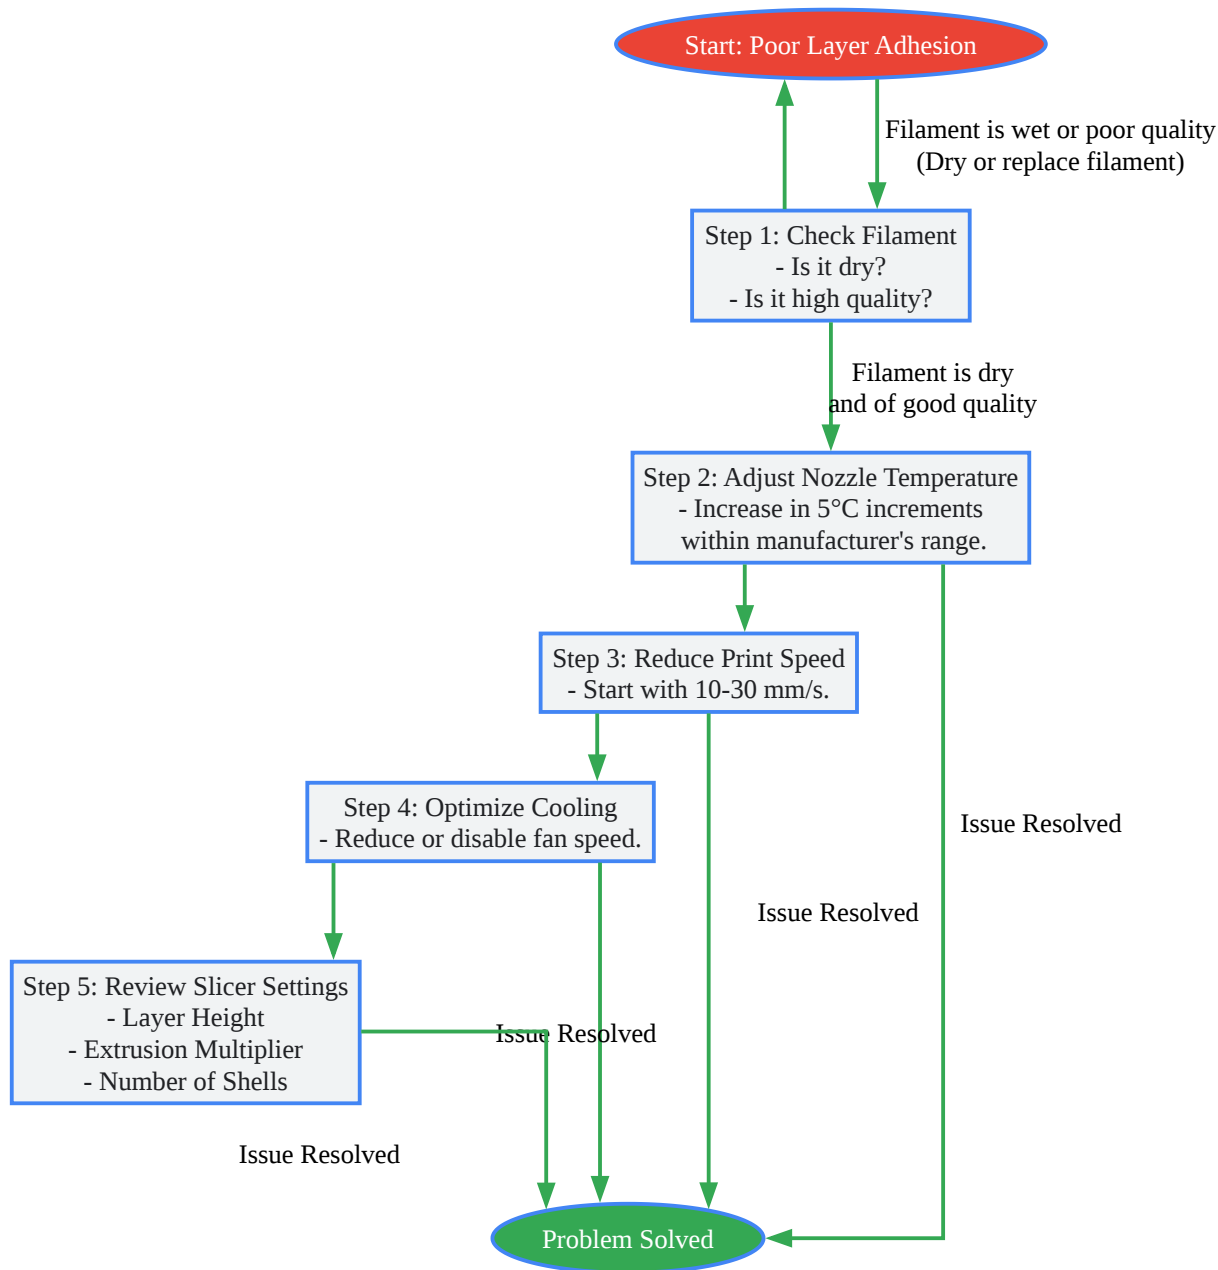 Start: Poor Layer Adhesion
Filament is wet or poor quality
(Dry or replace filament)
Step 1: Check Filament
- Is it dry?
- Is it high quality?
Filament is dry
and of good quality
Step 2: Adjust Nozzle Temperature
- Increase in 5°C increments
within manufacturer's range.
Step 3: Reduce Print Speed
- Start with 10-30 mm/s.
Step 4: Optimize Cooling
- Reduce or disable fan speed.
Issue Resolved
Issue Resolved
Step 5: Review Slicer Settings
- Layer Height
- Extrusion Multiplier
- Number of Shells
Issue Resolved
Issue Resolved
Problem Solved